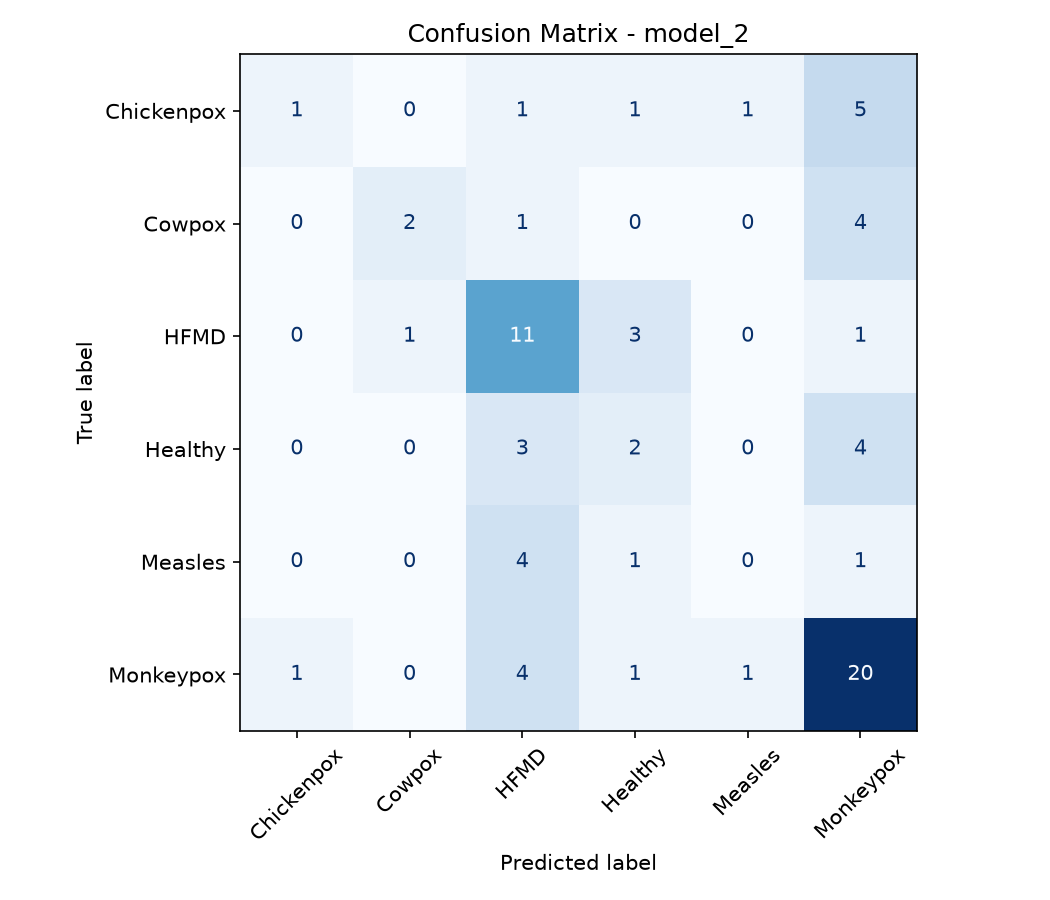 Confusion Matrix - model_2
True label
Chickenpox 1 0 1 1 1 5
Cowpox 0 2 1 0 0 4
HFMD 0 1 11 3 0 1
Healthy 0 0 3 2 0 4
Measles 0 0 4 1 0 1
Monkeypox 1 0 4 1 1 20
Chickenpox Cowpox HFMD Healthy Measles Monkeypox
Predicted label